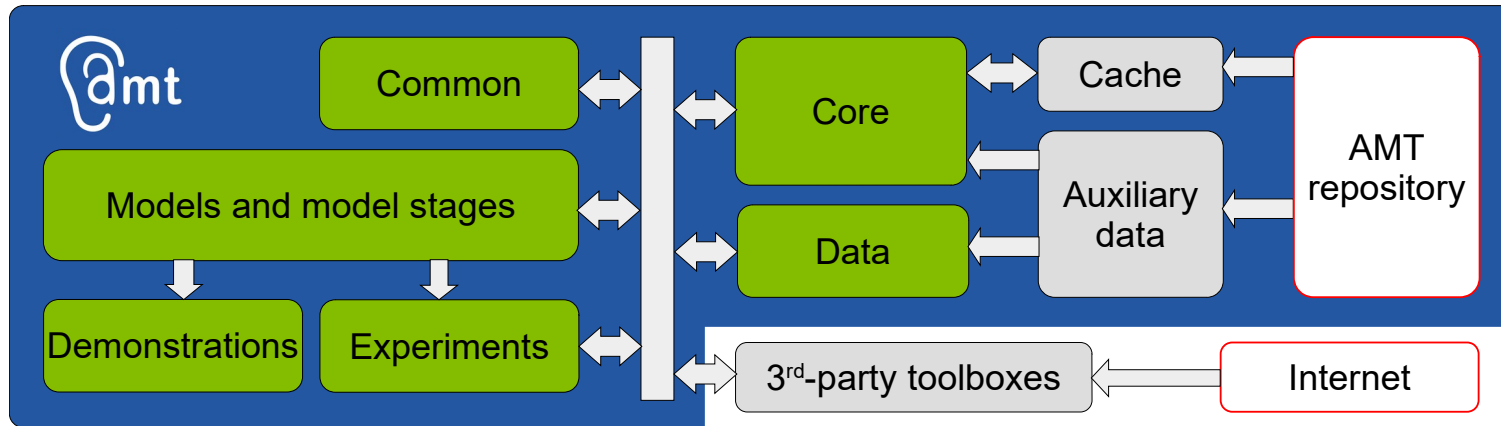 amt
Common
Models and model stages
Demonstrations
Experiments
Core
Data
Cache
Auxiliary
data
AMT
repository
3rd-party toolboxes
Internet